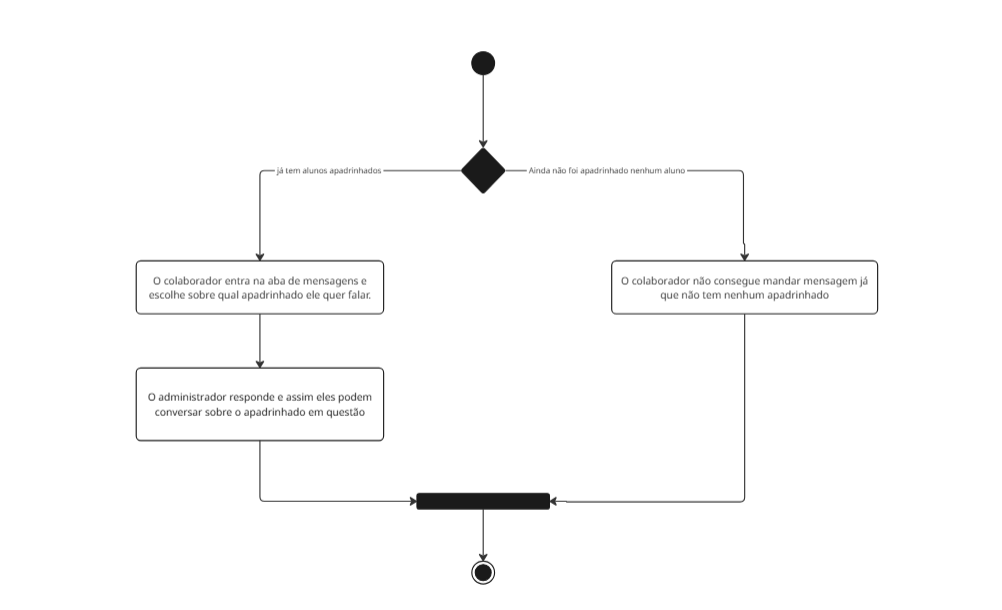 já tem alunos apadrinhados
Ainda não foi apadrinhado nenhum aluno
O colaborador entra na aba de mensagens e
escolhe sobre qual apadrinhado ele quer falar.
O colaborador não consegue mandar mensagem já
que não tem nenhum apadrinhado
O administrador responde e assim eles podem
conversar sobre o apadrinhado em questão